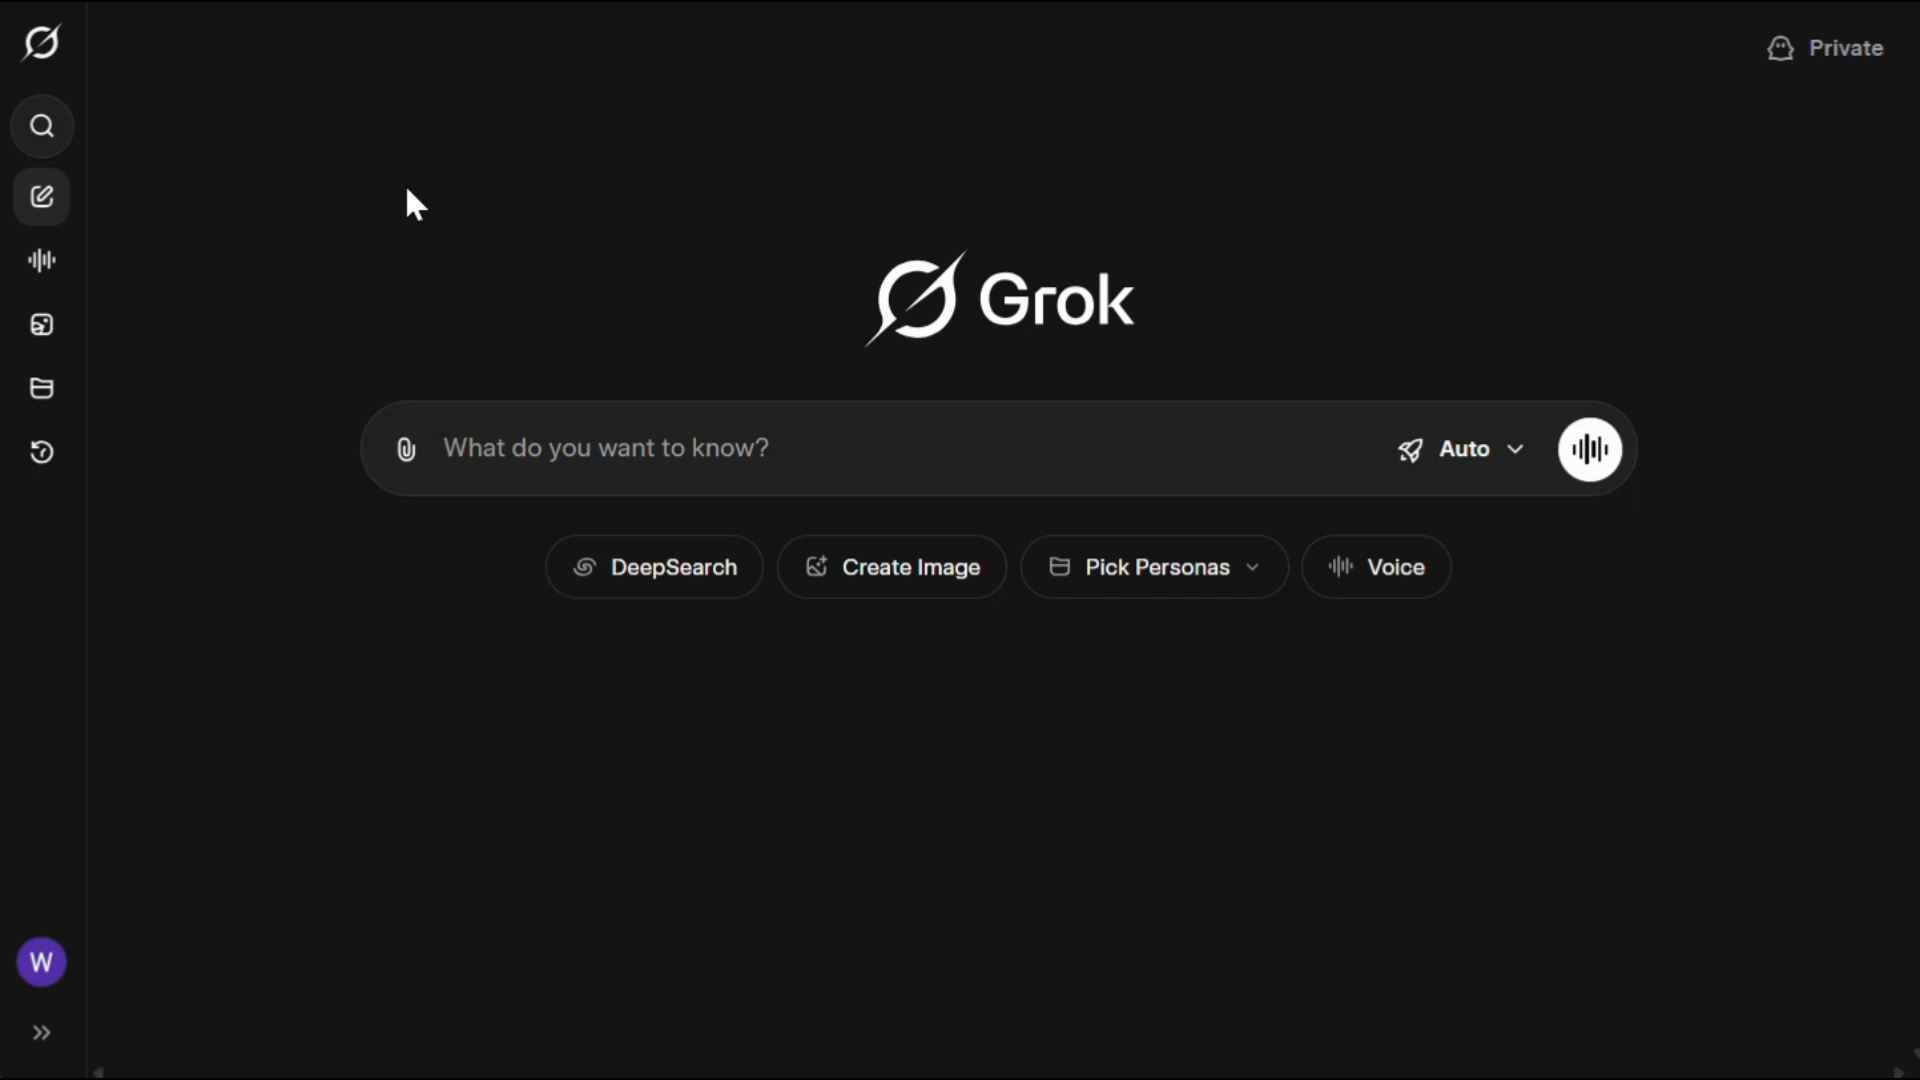 Private
Grok
What do you want to know?
Auto
DeepSearch
Create Image
Pick Personas
Voice
W